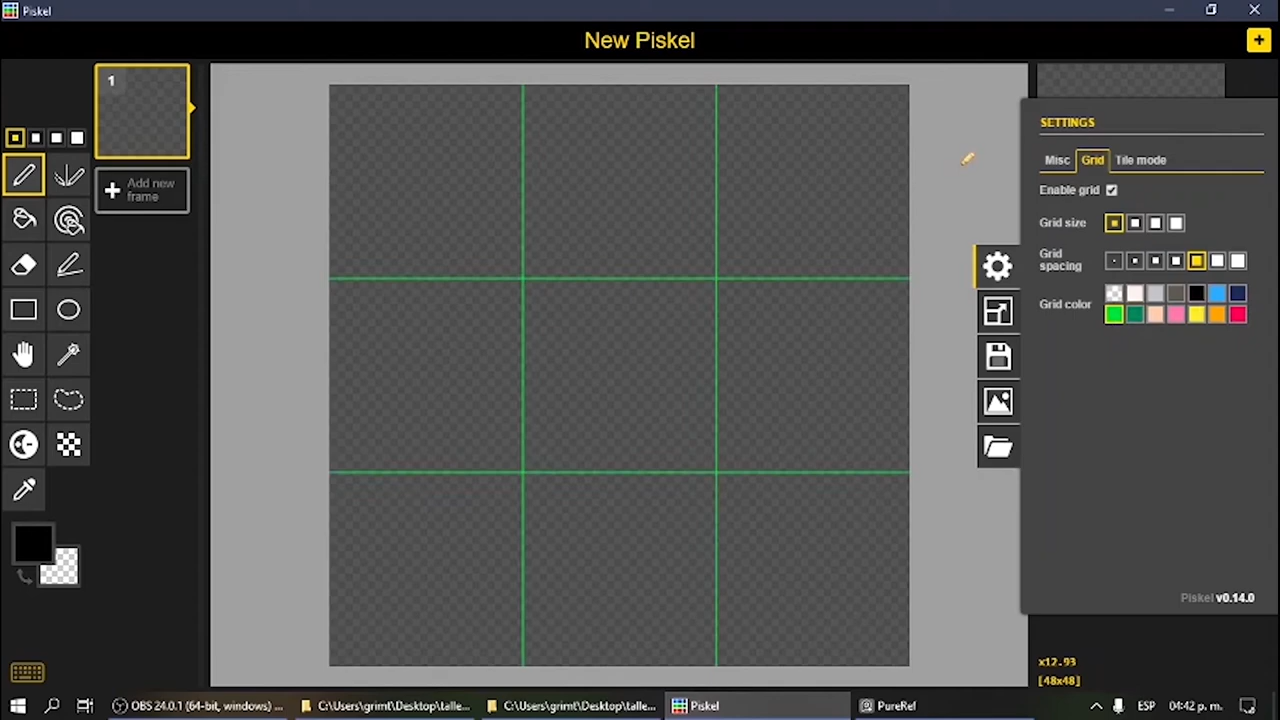 Piskel
New Piskel
1
Add new
frame
SETTINGS
Misc Grid Tile mode
Enable grid
Grid size
Grid
spacing
Grid color
Piskel v0.14.0
x12.93
[48x48]
OBS 24.0.1 (64-bit, windows) ...
C:\Users\grimt\Desktop\talle...
C:\Users\grimt\Desktop\talle...
Piskel
PureRef
ESP
04:42 p. m.